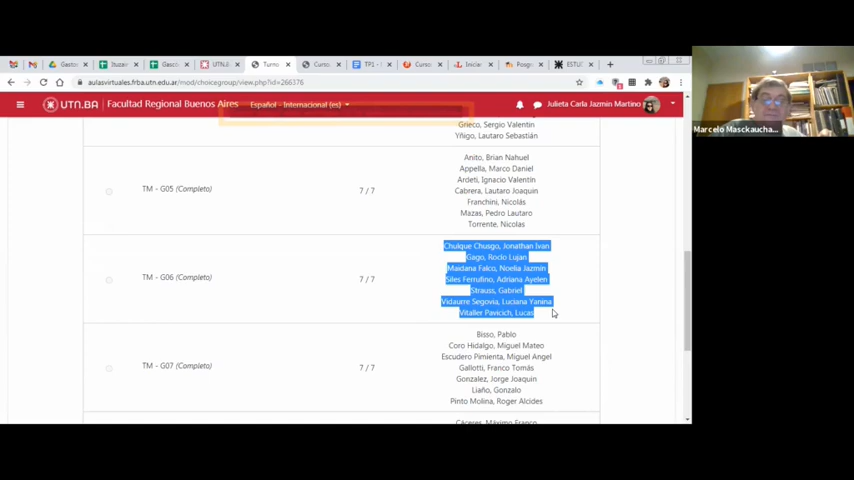 Gastor
Ituzain
Gascó
UTN.B
Turno
Curso
TP1 -
Curso
Iniciar
Posgr
ESTUD
aulasvirtuales.frba.utn.edu.ar/mod/choicegroup/view.php?id=266376
UTN.BA Facultad Regional Buenos Aires Español - Internacional (es) Julieta Carla Jazmin Martino
Marcelo Masckaucha...
Grieco, Sergio Valentin
Yñigo, Lautaro Sebastián
TM - G05 (Completo)
7 / 7
Anito, Brian Nahuel
Appella, Marco Daniel
Ardeti, Ignacio Valentín
Cabrera, Lautaro Joaquin
Franchini, Nicolás
Mazas, Pedro Lautaro
Torrente, Nicolas
TM - G06 (Completo)
7 / 7
Chulque Chusgo, Jonathan Ivan
Gago, Rocío Lujan
Maidana Falco, Noelia Jazmin
Siles Ferrufino, Adriana Ayelen
Strauss, Gabriel
Vidaurre Segovia, Luciana Yanina
Vitaller Pavicich, Lucas
TM - G07 (Completo)
7 / 7
Bisso, Pablo
Coro Hidalgo, Miguel Mateo
Escudero Pimienta, Miguel Angel
Gallotti, Franco Tomás
Gonzalez, Jorge Joaquin
Liaño, Gonzalo
Pinto Molina, Roger Alcides